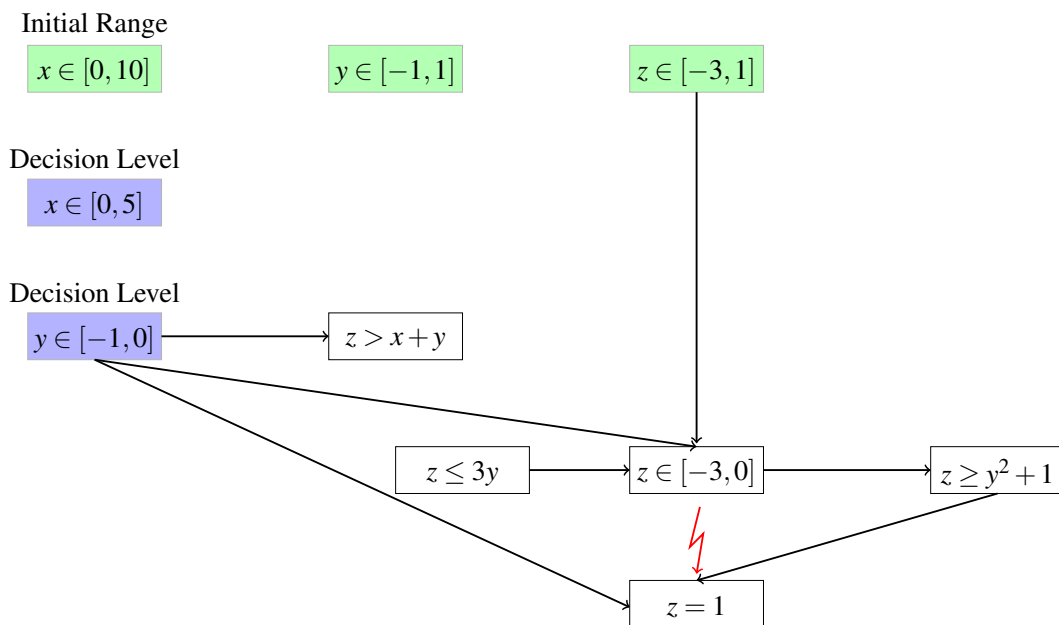 Initial Range
x ∈ [0, 10]
y ∈ [−1, 1]
z ∈ [−3, 1]
Decision Level
x ∈ [0, 5]
Decision Level
y ∈ [−1, 0]
z > x + y
z ≤ 3y
z ∈ [−3, 0]
z ≥ y² + 1
z = 1